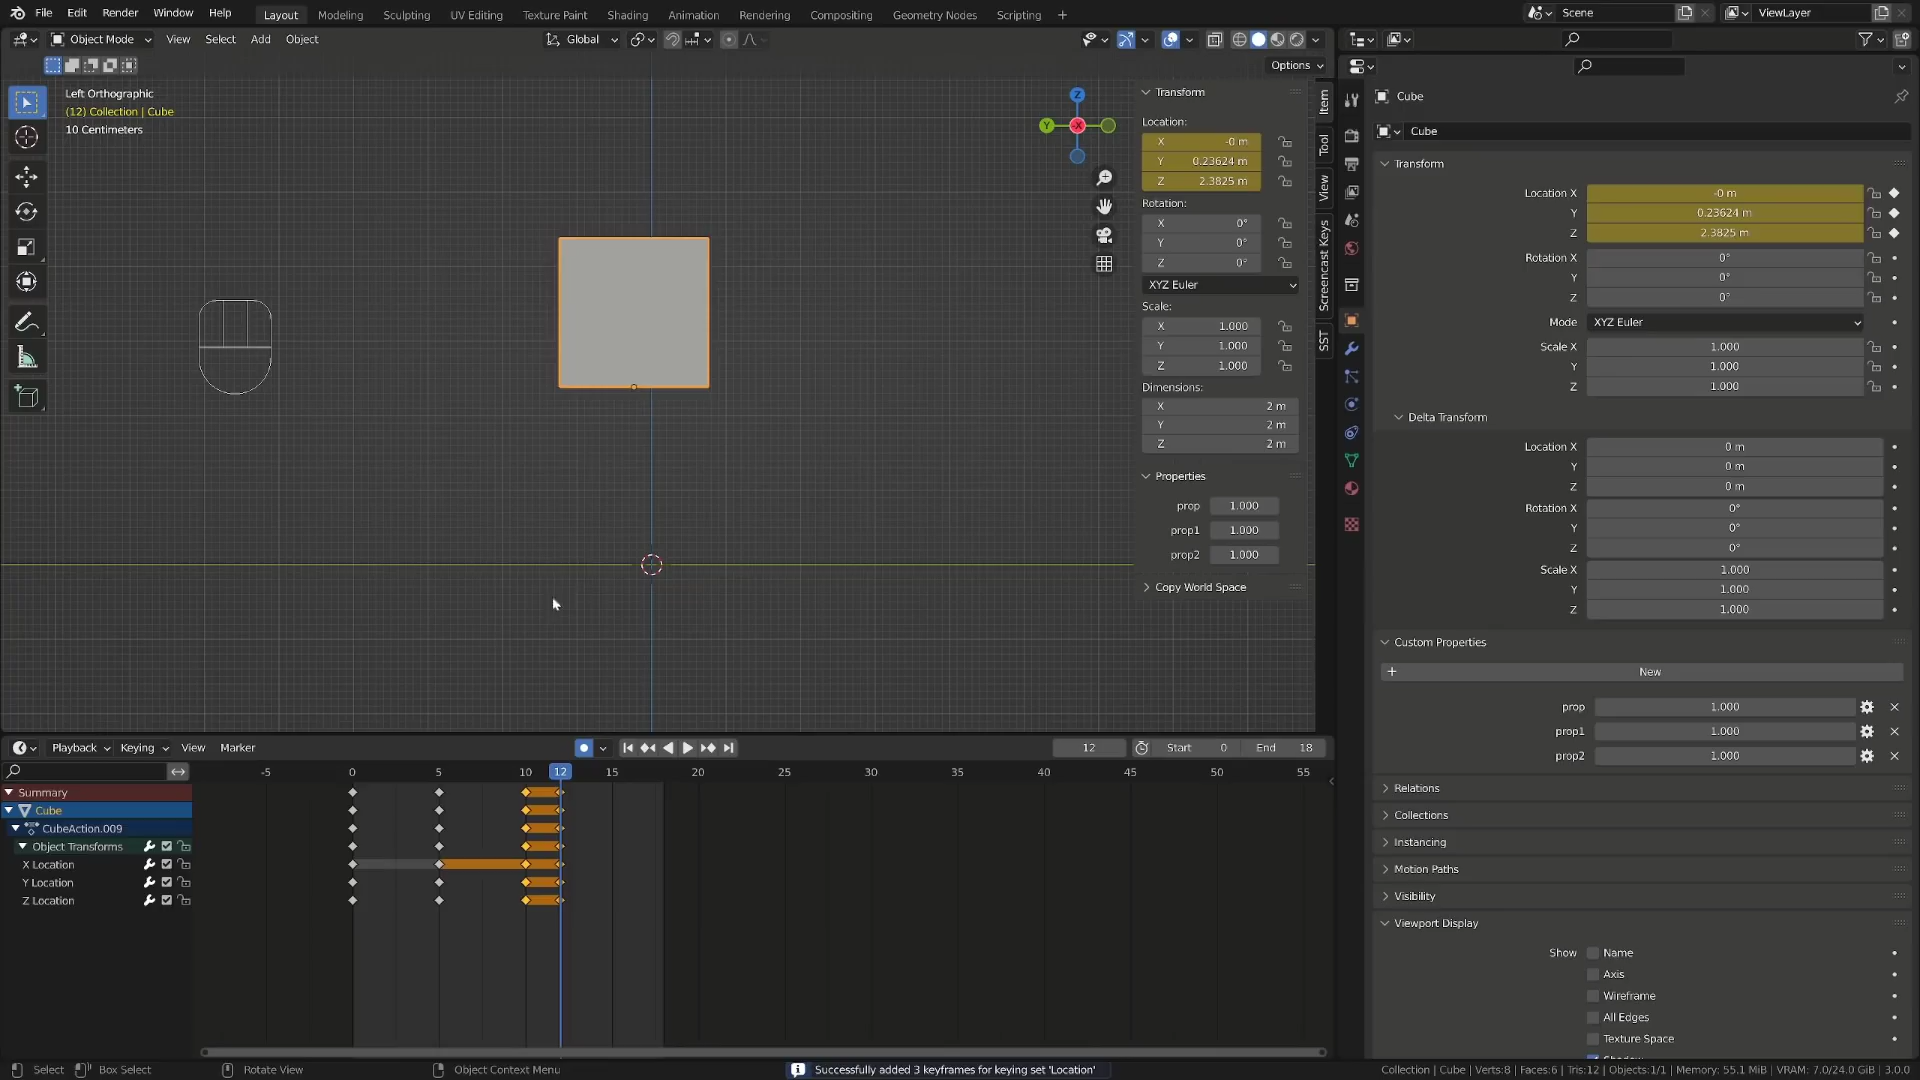 File Edit Render Window Help Layout Modeling Sculpting UV Editing Texture Paint Shading Animation Rendering Compositing Geometry Nodes Scripting + Scene ViewLayer
Object Mode View Select Add Object Global
Options
Left Orthographic
(12) Collection | Cube
10 Centimeters
Z
Y
X
Transform
Location:
X -0 m
Y 0.23624 m
Z 2.3825 m
Rotation:
X 0°
Y 0°
Z 0°
XYZ Euler
Scale:
X 1.000
Y 1.000
Z 1.000
Dimensions:
X 2 m
Y 2 m
Z 2 m
Properties
prop 1.000
prop1 1.000
prop2 1.000
Copy World Space
Item
Tool
View
Screencast Keys
SST
Cube
Cube
Transform
Location X -0 m
Y 0.23624 m
Z 2.3825 m
Rotation X 0°
Y 0°
Z 0°
Mode XYZ Euler
Scale X 1.000
Y 1.000
Z 1.000
Delta Transform
Location X 0 m
Y 0 m
Z 0 m
Rotation X 0°
Y 0°
Z 0°
Scale X 1.000
Y 1.000
Z 1.000
Custom Properties
+ New
prop 1.000
prop1 1.000
prop2 1.000
Relations
Collections
Instancing
Motion Paths
Visibility
Viewport Display
Show Name
Axis
Wireframe
All Edges
Texture Space
Playback Keying View Marker 12 Start 0 End 18
-5 0 5 10 12 15 20 25 30 35 40 45 50 55
Summary
Cube
CubeAction.009
Object Transforms
X Location
Y Location
Z Location
Select Box Select Rotate View Object Context Menu Successfully added 3 keyframes for keying set 'Location' Collection | Cube | Verts:8 | Faces:6 | Tris:12 | Objects:1/1 | Memory: 55.1 MiB | VRAM: 7.0/24.0 GiB | 3.0.0